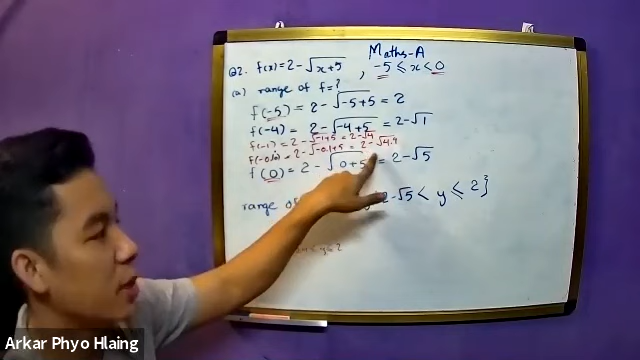 Maths-A
Q2. f(x) = 2 - √x+5 , -5 ≤ x < 0
(a) range of f = ?
f(-5) = 2 - √-5+5 = 2
f(-4) = 2 - √-4+5 = 2-√1
f(-1) = 2 - √-1+5 = 2-√4
= 2 - √-0.1+5 = 2-√4.9
f(0) = 2 - √0+5 = 2-√5
range of 2-√5 < y ≤ 2}
Arkar Phyo Hlaing